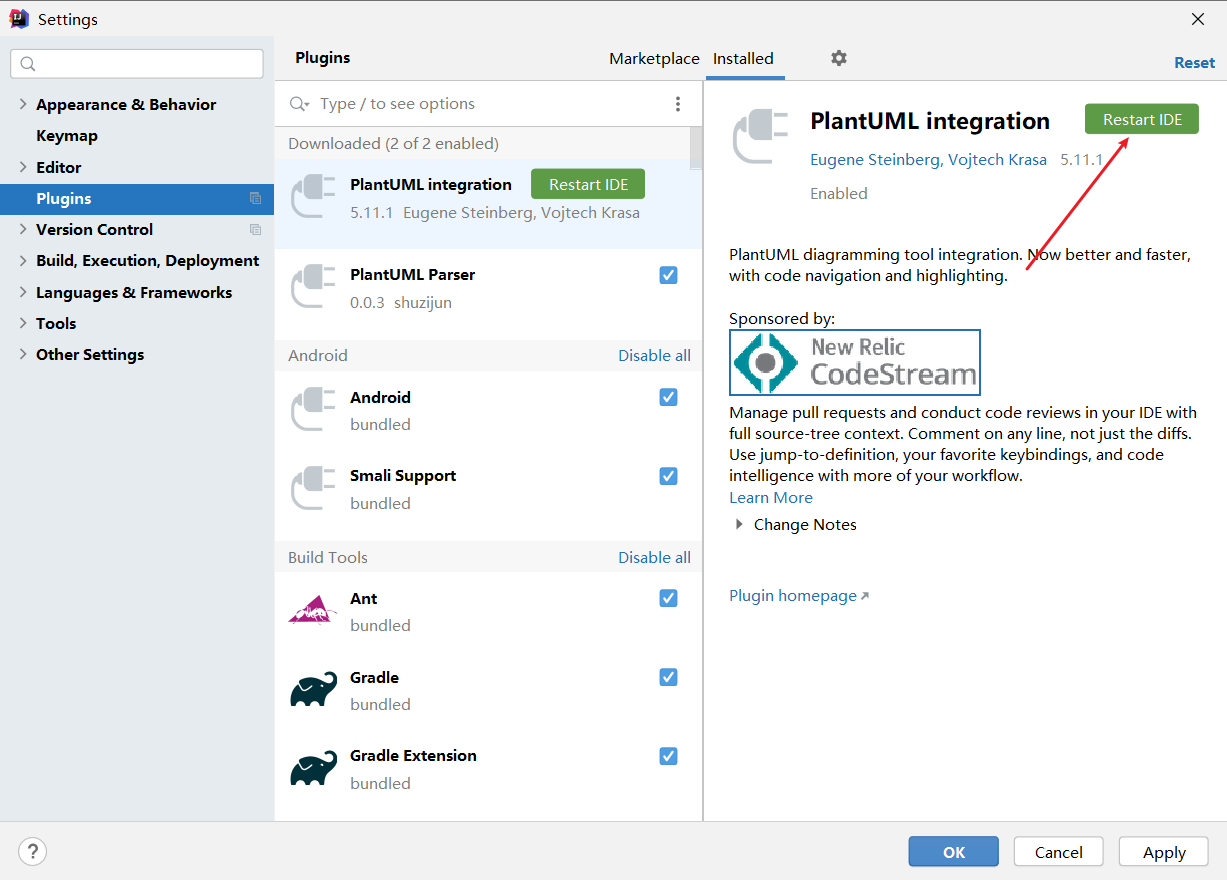 Settings
Appearance & Behavior
Keymap
Editor
Plugins
Version Control
Build, Execution, Deployment
Languages & Frameworks
Tools
Other Settings
Plugins
Marketplace
Installed
Reset
Type / to see options
Downloaded (2 of 2 enabled)
PlantUML integration
Restart IDE
5.11.1 Eugene Steinberg, Vojtech Krasa
PlantUML Parser
0.0.3 shuzijun
Android
Disable all
Android
bundled
Smali Support
bundled
Build Tools
Disable all
Ant
bundled
Gradle
bundled
Gradle Extension
bundled
PlantUML integration
Restart IDE
Eugene Steinberg, Vojtech Krasa 5.11.1
Enabled
PlantUML diagramming tool integration. Now better and faster,
with code navigation and highlighting.
Sponsored by:
New Relic
CodeStream
Manage pull requests and conduct code reviews in your IDE with
full source-tree context. Comment on any line, not just the diffs.
Use jump-to-definition, your favorite keybindings, and code
intelligence with more of your workflow.
Learn More
Change Notes
Plugin homepage
?
OK
Cancel
Apply